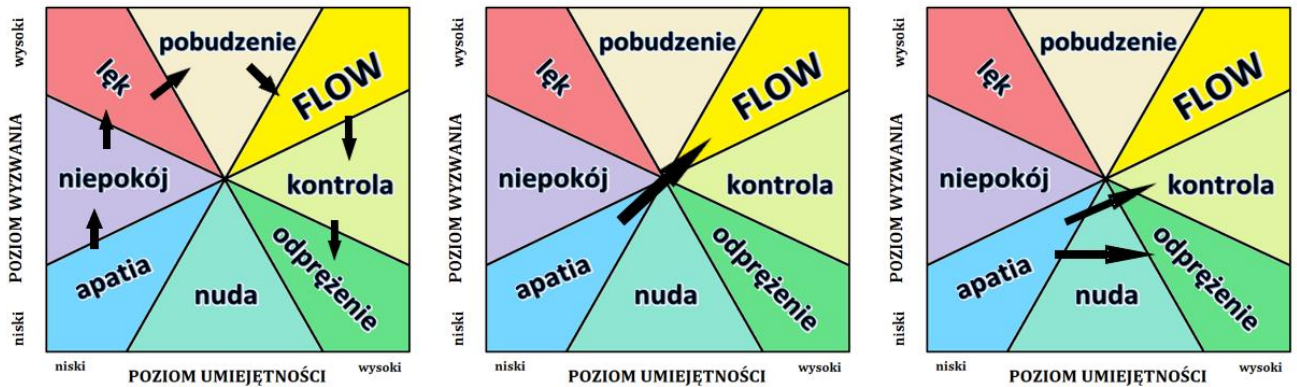 wysoki
POZIOM WYZWANIA
niski
lęk
pobudzenie
FLOW
niepokój
kontrola
apatia
nuda
odprężenie
niski
POZIOM UMIEJĘTNOŚCI
wysoki
wysoki
POZIOM WYZWANIA
niski
lęk
pobudzenie
FLOW
niepokój
kontrola
apatia
nuda
odprężenie
niski
POZIOM UMIEJĘTNOŚCI
wysoki
wysoki
POZIOM WYZWANIA
niski
lęk
pobudzenie
FLOW
niepokój
kontrola
apatia
nuda
odprężenie
niski
POZIOM UMIEJĘTNOŚCI
wysoki